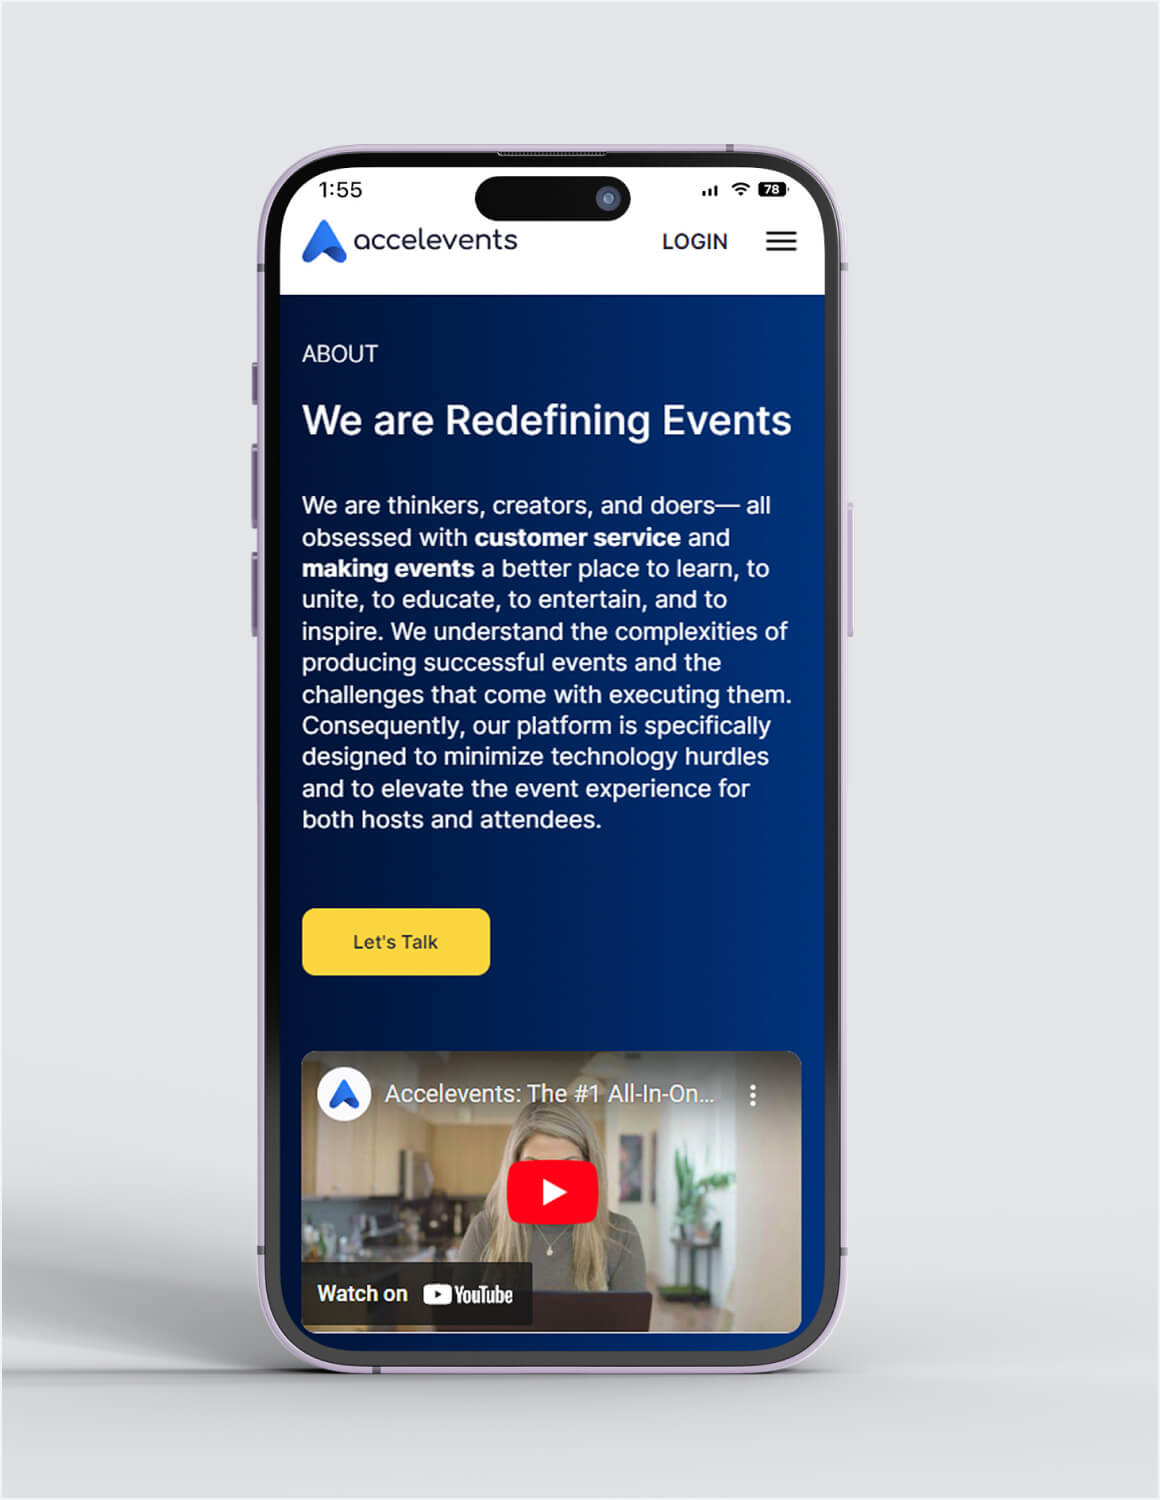 1:55
78
accelevents
LOGIN
ABOUT
We are Redefining Events
We are thinkers, creators, and doers— all
obsessed with customer service and
making events a better place to learn, to
unite, to educate, to entertain, and to
inspire. We understand the complexities of
producing successful events and the
challenges that come with executing them.
Consequently, our platform is specifically
designed to minimize technology hurdles
and to elevate the event experience for
both hosts and attendees.
Let's Talk
Accelevents: The #1 All-In-On...
Watch on YouTube